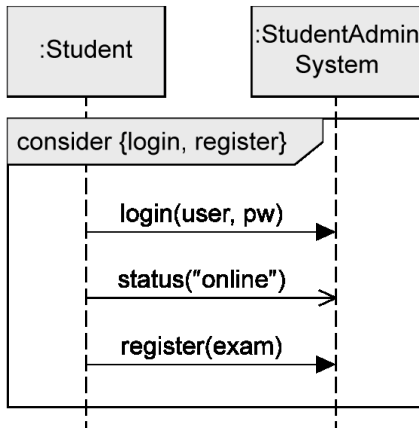 :Student
:StudentAdmin
System
consider {login, register}
login(user, pw)
status("online")
register(exam)